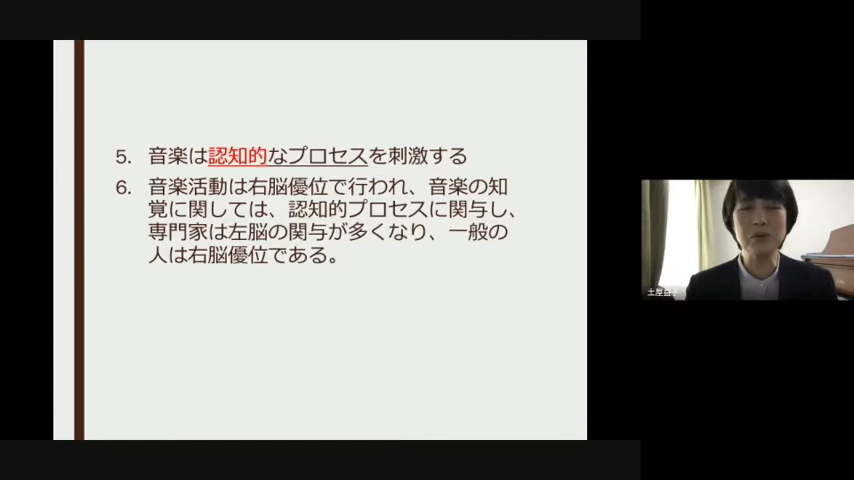 5. 音楽は認知的なプロセスを刺激する
6. 音楽活動は右脳優位で行われ、音楽の知
覚に関しては、認知的プロセスに関与し、
専門家は左脳の関与が多くなり、一般の
人は右脳優位である。